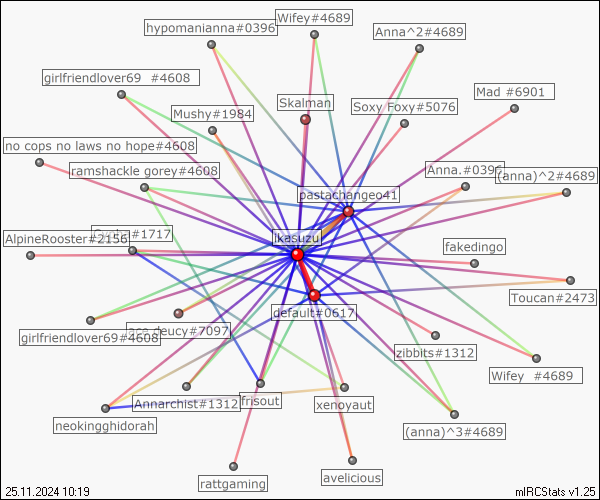 Wifey#4689
hypomanianna#0396
Anna^2#4689
girlfriendlover69 #4608
Mad #6901
Skalman
Soxy Foxy#5076
Mushy#1984
no cops no laws no hope#4608
ramshackle gorey#4608
Anna.#0396
(anna)^2#4689
pastachangeo41
#1717
AlpineRooster#2156
ikasuzu
fakedingo
Toucan#2473
default#0617
ace deucy#7097
girlfriendlover69#4608
zibbits#1312
Wifey #4689
Annarchist#1312
frisout
xenoyaut
neokingghidorah
(anna)^3#4689
rattgaming
avelicious
25.11.2024 10:19
mIRCStats v1.25